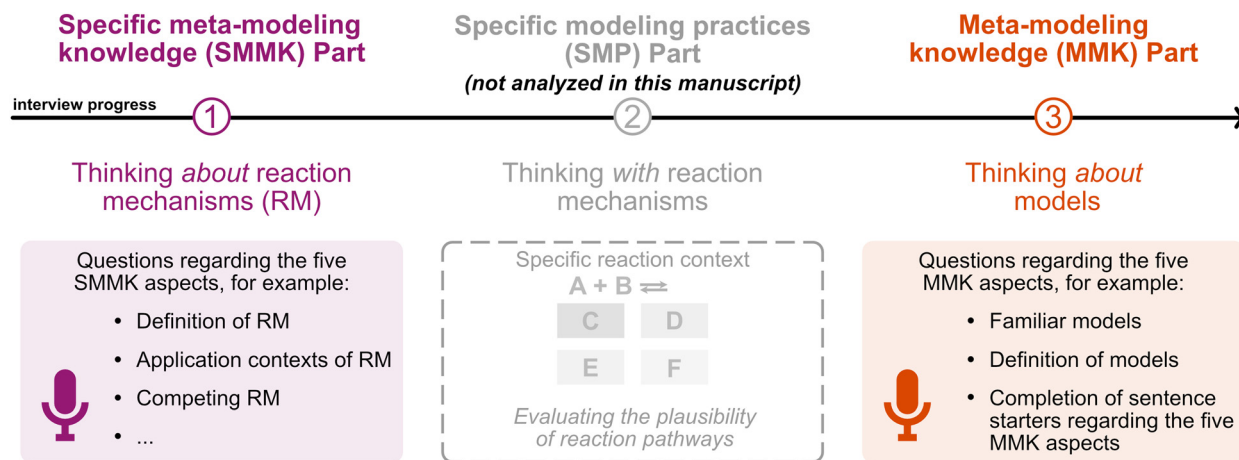 Specific meta-modeling
knowledge (SMMK) Part
Specific modeling practices
(SMP) Part
(not analyzed in this manuscript)
Meta-modeling
knowledge (MMK) Part
interview progress
1
2
3
Thinking about reaction
mechanisms (RM)
Thinking with reaction
mechanisms
Thinking about
models
Questions regarding the five
SMMK aspects, for example:
• Definition of RM
• Application contexts of RM
• Competing RM
• ...
Specific reaction context
A + B ⇌
C
D
E
F
Evaluating the plausibility
of reaction pathways
Questions regarding the five
MMK aspects, for example:
• Familiar models
• Definition of models
• Completion of sentence
starters regarding the five
MMK aspects